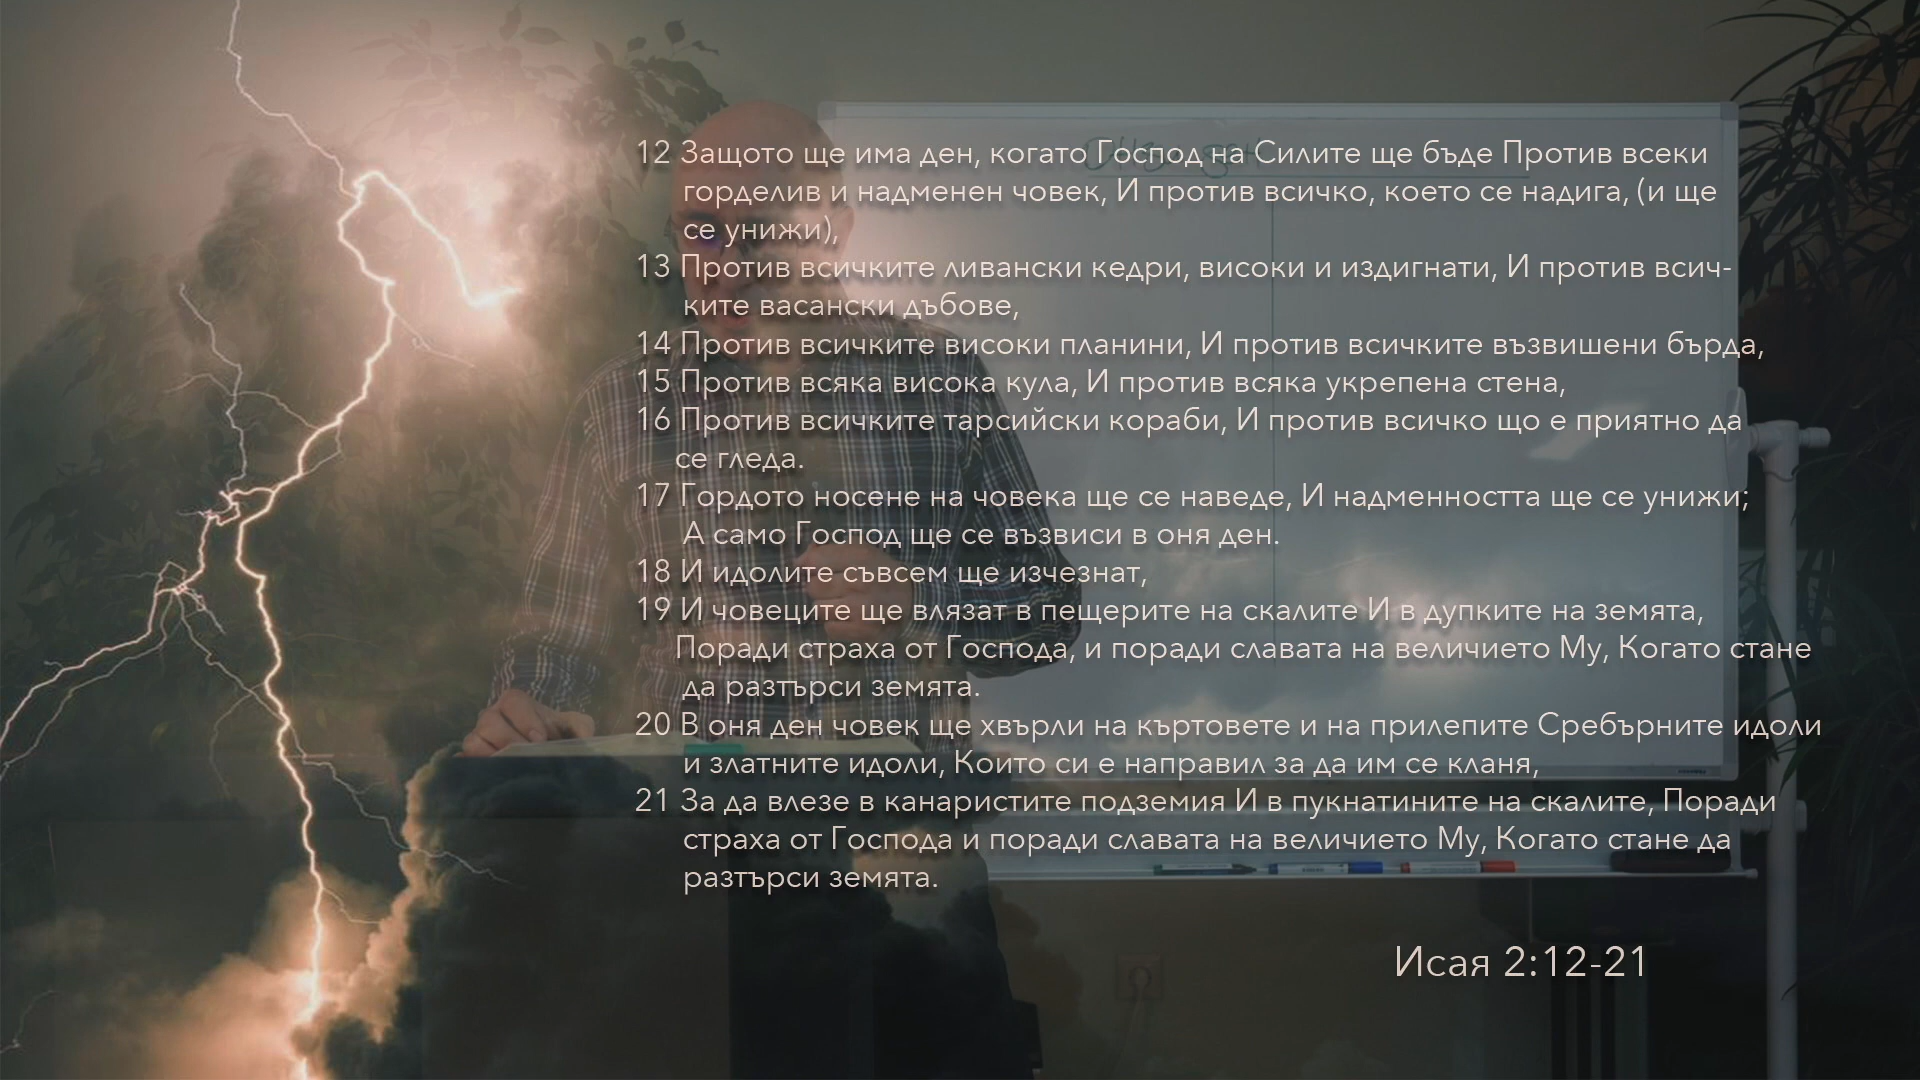 Онзи ден
12 Защото ще има ден, когато Господ на Силите ще бъде Против всеки
горделив и надменен човек, И против всичко, което се надига, (и ще
се унижи),
13 Против всичките ливански кедри, високи и издигнати, И против всич-
ките васански дъбове,
14 Против всичките високи планини, И против всичките възвишени бърда,
15 Против всяка висока кула, И против всяка укрепена стена,
16 Против всичките тарсийски кораби, И против всичко що е приятно да
се гледа.
17 Гордото носене на човека ще се наведе, И надменността ще се унижи;
А само Господ ще се възвиси в оня ден.
18 И идолите съвсем ще изчезнат,
19 И човеците ще влязат в пещерите на скалите И в дупките на земята,
Поради страха от Господа, и поради славата на величието Му, Когато стане
да разтърси земята.
20 В оня ден човек ще хвърли на къртовете и на прилепите Сребърните идоли
и златните идоли, Които си е направил за да им се кланя,
21 За да влезе в канаристите подземия И в пукнатините на скалите, Поради
страха от Господа и поради славата на величието Му, Когато стане да
разтърси земята.
Исая 2:12-21